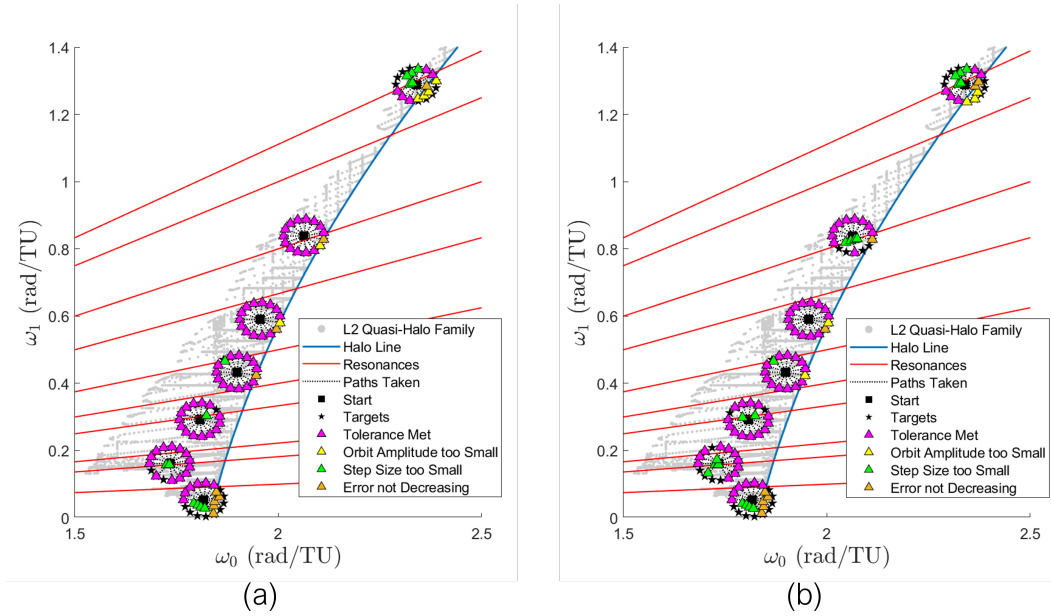 1.4
1.2
1
0.8
0.6
0.4
0.2
0
ω₁ (rad/TU)
L2 Quasi-Halo Family
Halo Line
Resonances
Paths Taken
Start
Targets
Tolerance Met
Orbit Amplitude too Small
Step Size too Small
Error not Decreasing
1.5 2 2.5
ω₀ (rad/TU)
(a)
1.4
1.2
1
0.8
0.6
0.4
0.2
0
ω₁ (rad/TU)
L2 Quasi-Halo Family
Halo Line
Resonances
Paths Taken
Start
Targets
Tolerance Met
Orbit Amplitude too Small
Step Size too Small
Error not Decreasing
1.5 2 2.5
ω₀ (rad/TU)
(b)